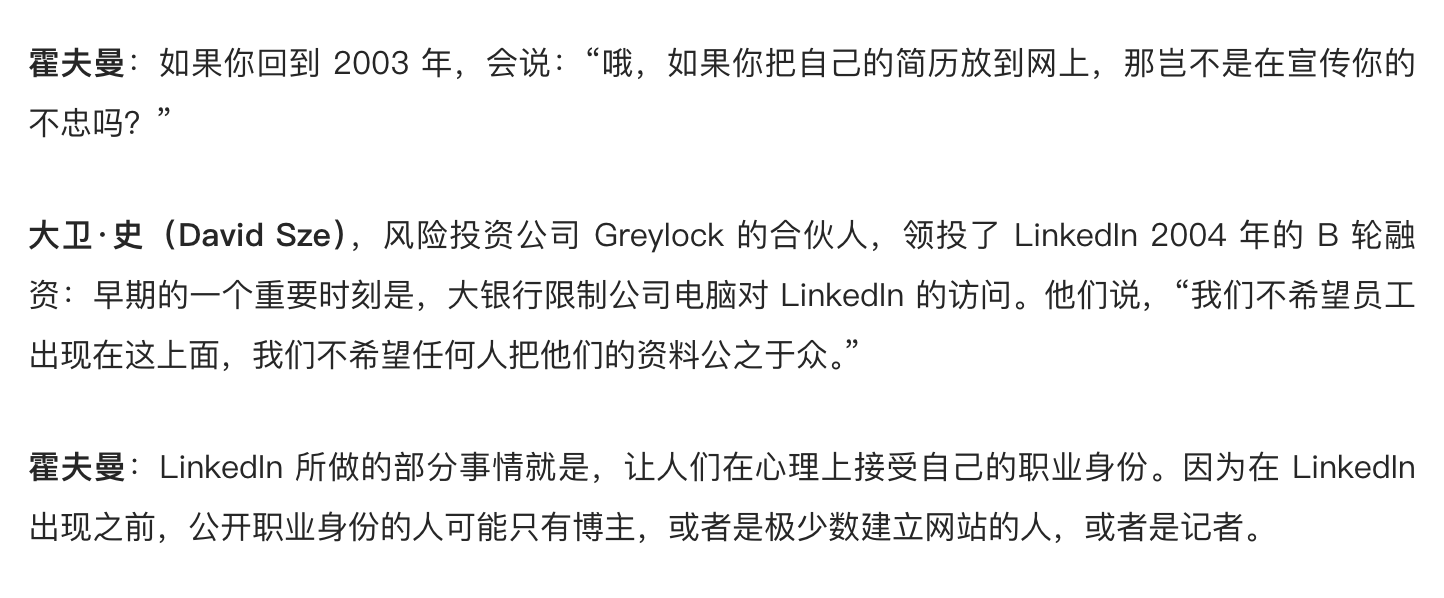 霍夫曼：如果你回到 2003 年，会说：“哦，如果你把自己的简历放到网上，那岂不是在宣传你的
不忠吗？”
大卫·史（David Sze），风险投资公司 Greylock 的合伙人，领投了 LinkedIn 2004 年的 B 轮融
资：早期的一个重要时刻是，大银行限制公司电脑对 LinkedIn 的访问。他们说，“我们不希望员工
出现在这上面，我们不希望任何人把他们的资料公之于众。”
霍夫曼：LinkedIn 所做的部分事情就是，让人们在心理上接受自己的职业身份。因为在 LinkedIn
出现之前，公开职业身份的人可能只有博主，或者是极少数建立网站的人，或者是记者。